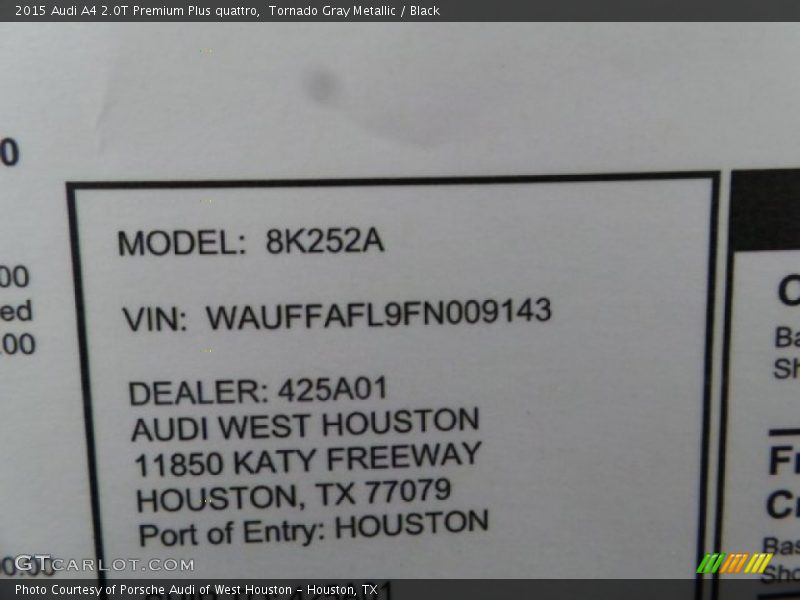 2015 Audi A4 2.0T Premium Plus quattro,  Tornado Gray Metallic / Black
0
MODEL: 8K252A
00
ed
.00
VIN: WAUFFAFL9FN009143
DEALER: 425A01
AUDI WEST HOUSTON
11850 KATY FREEWAY
HOUSTON, TX 77079
Port of Entry: HOUSTON
C
Ba
Sh
Fr
Cr
Bas
Sho
0.00
GTCARLOT.COM
Photo Courtesy of Porsche Audi of West Houston - Houston, TX